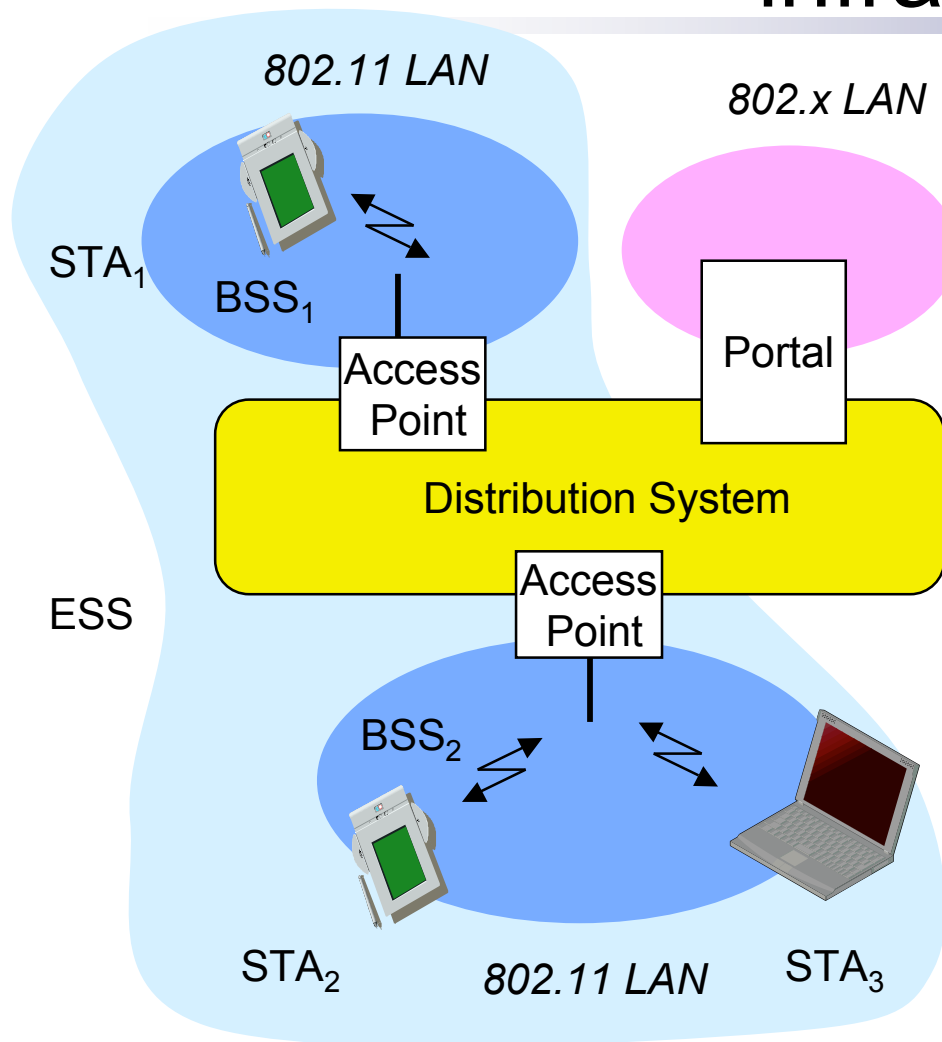 802.11 LAN
802.x LAN
STA1
BSS1
Portal
Access
Point
Distribution System
Access
Point
ESS
BSS2
STA2
802.11 LAN
STA3